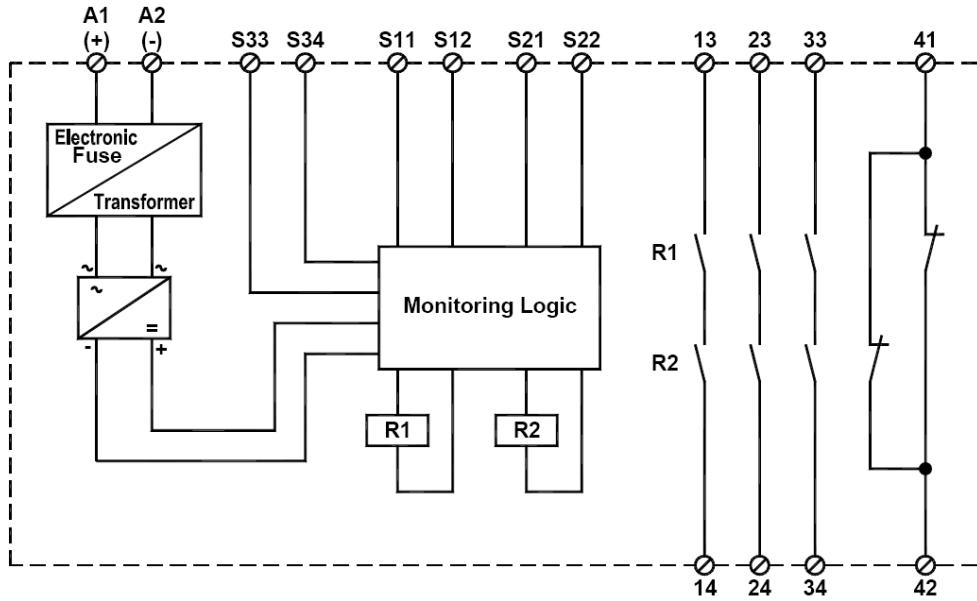 A1 A2
(+) (-) S33 S34 S11 S12 S21 S22 13 23 33 41
Electronic
Fuse
Transformer
~ ~
~
=
- +
Monitoring Logic
R1
R2
R1 R2
14 24 34 42